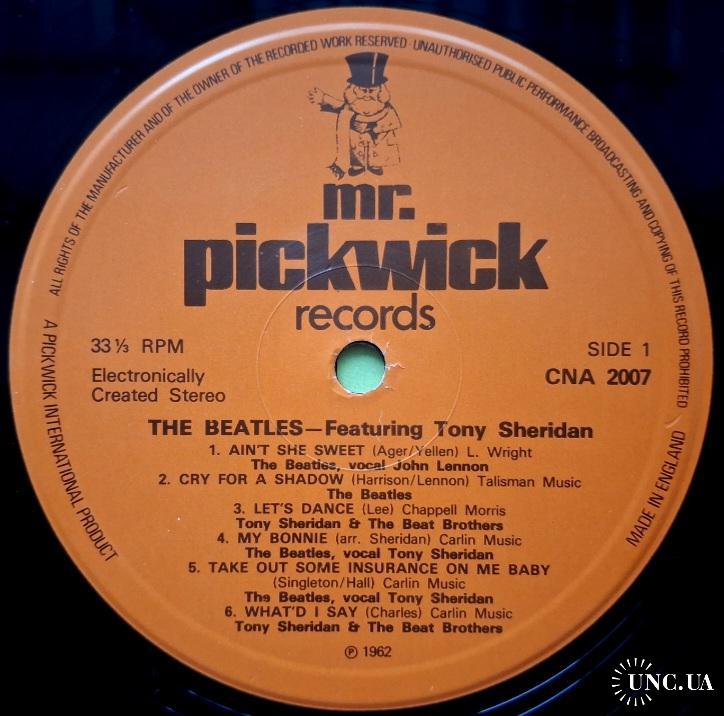 ALL RIGHTS OF THE MANUFACTURER AND OF THE OWNER OF THE RECORDED WORK RESERVED · UNAUTHORISED PUBLIC PERFORMANCE BROADCASTING AND COPYING OF THIS RECORD PROHIBITED
mr.
pickwick
records
33⅓ RPM
SIDE 1
Electronically
Created Stereo
CNA 2007
THE BEATLES—Featuring Tony Sheridan
1. AIN'T SHE SWEET (Ager/Yellen) L. Wright
The Beatles, vocal John Lennon
2. CRY FOR A SHADOW (Harrison/Lennon) Talisman Music
The Beatles
3. LET'S DANCE (Lee) Chappell Morris
Tony Sheridan & The Beat Brothers
4. MY BONNIE (arr. Sheridan) Carlin Music
The Beatles, vocal Tony Sheridan
5. TAKE OUT SOME INSURANCE ON ME BABY
(Singleton/Hall) Carlin Music
The Beatles, vocal Tony Sheridan
6. WHAT'D I SAY (Charles) Carlin Music
Tony Sheridan & The Beat Brothers
℗ 1962
A PICKWICK INTERNATIONAL PRODUCT
MADE IN ENGLAND
UNC.UA